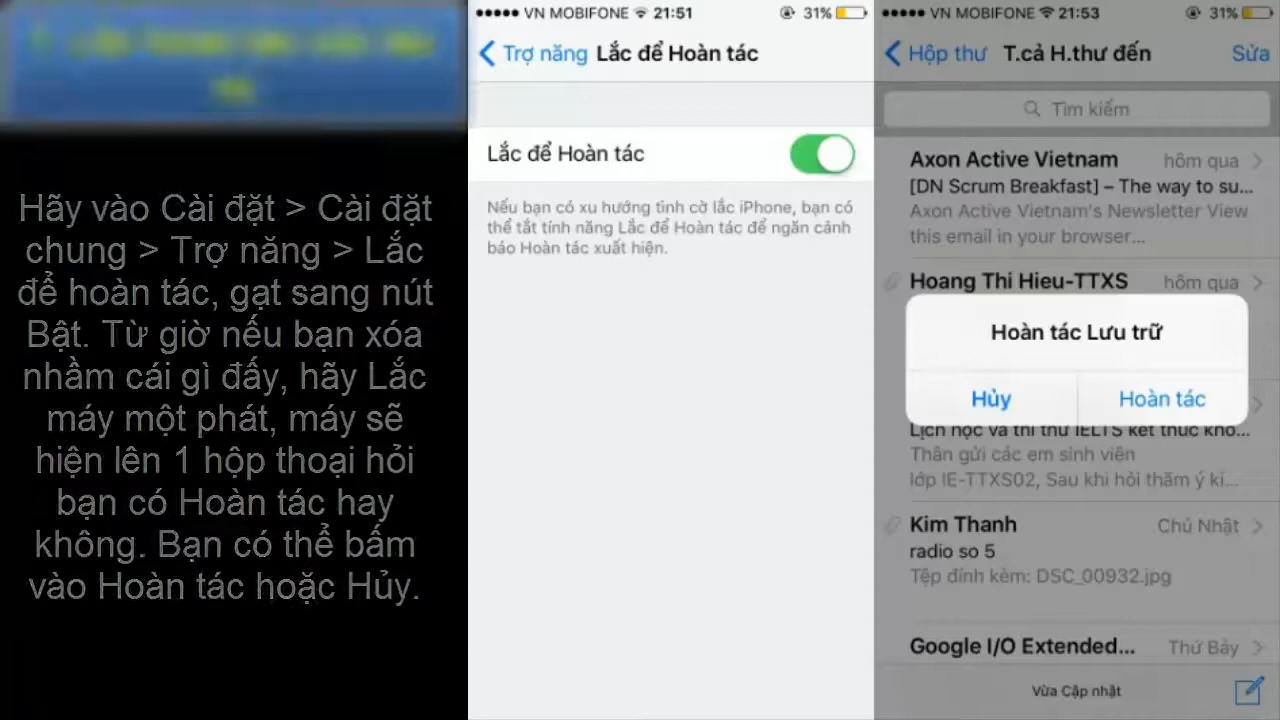 Hãy vào Cài đặt > Cài đặt
chung > Trợ năng > Lắc
để hoàn tác, gạt sang nút
Bật. Từ giờ nếu bạn xóa
nhầm cái gì đấy, hãy Lắc
máy một phát, máy sẽ
hiện lên 1 hộp thoại hỏi
bạn có Hoàn tác hay
không. Bạn có thể bấm
vào Hoàn tác hoặc Hủy.
VN MOBIFONE 21:51 31%
Trợ năng Lắc để Hoàn tác
Lắc để Hoàn tác
Nếu bạn có xu hướng tình cờ lắc iPhone, bạn có
thể tắt tính năng Lắc để Hoàn tác để ngăn cảnh
báo Hoàn tác xuất hiện.
VN MOBIFONE 21:53 31%
Hộp thư T.cả H.thư đến Sửa
Tìm kiếm
Axon Active Vietnam hôm qua
[DN Scrum Breakfast] – The way to su...
Axon Active Vietnam's Newsletter View
this email in your browser...
Hoang Thi Hieu-TTXS hôm qua
Hoàn tác Lưu trữ
Hủy Hoàn tác
Lịch học và thi thử IELTS kết thúc kho...
Thân gửi các em sinh viên
lớp IE-TTXS02, Sau khi hỏi thăm ý kí...
Kim Thanh Chủ Nhật
radio so 5
Tệp đính kèm: DSC_00932.jpg
Google I/O Extended... Thứ Bảy
Vừa Cập nhật